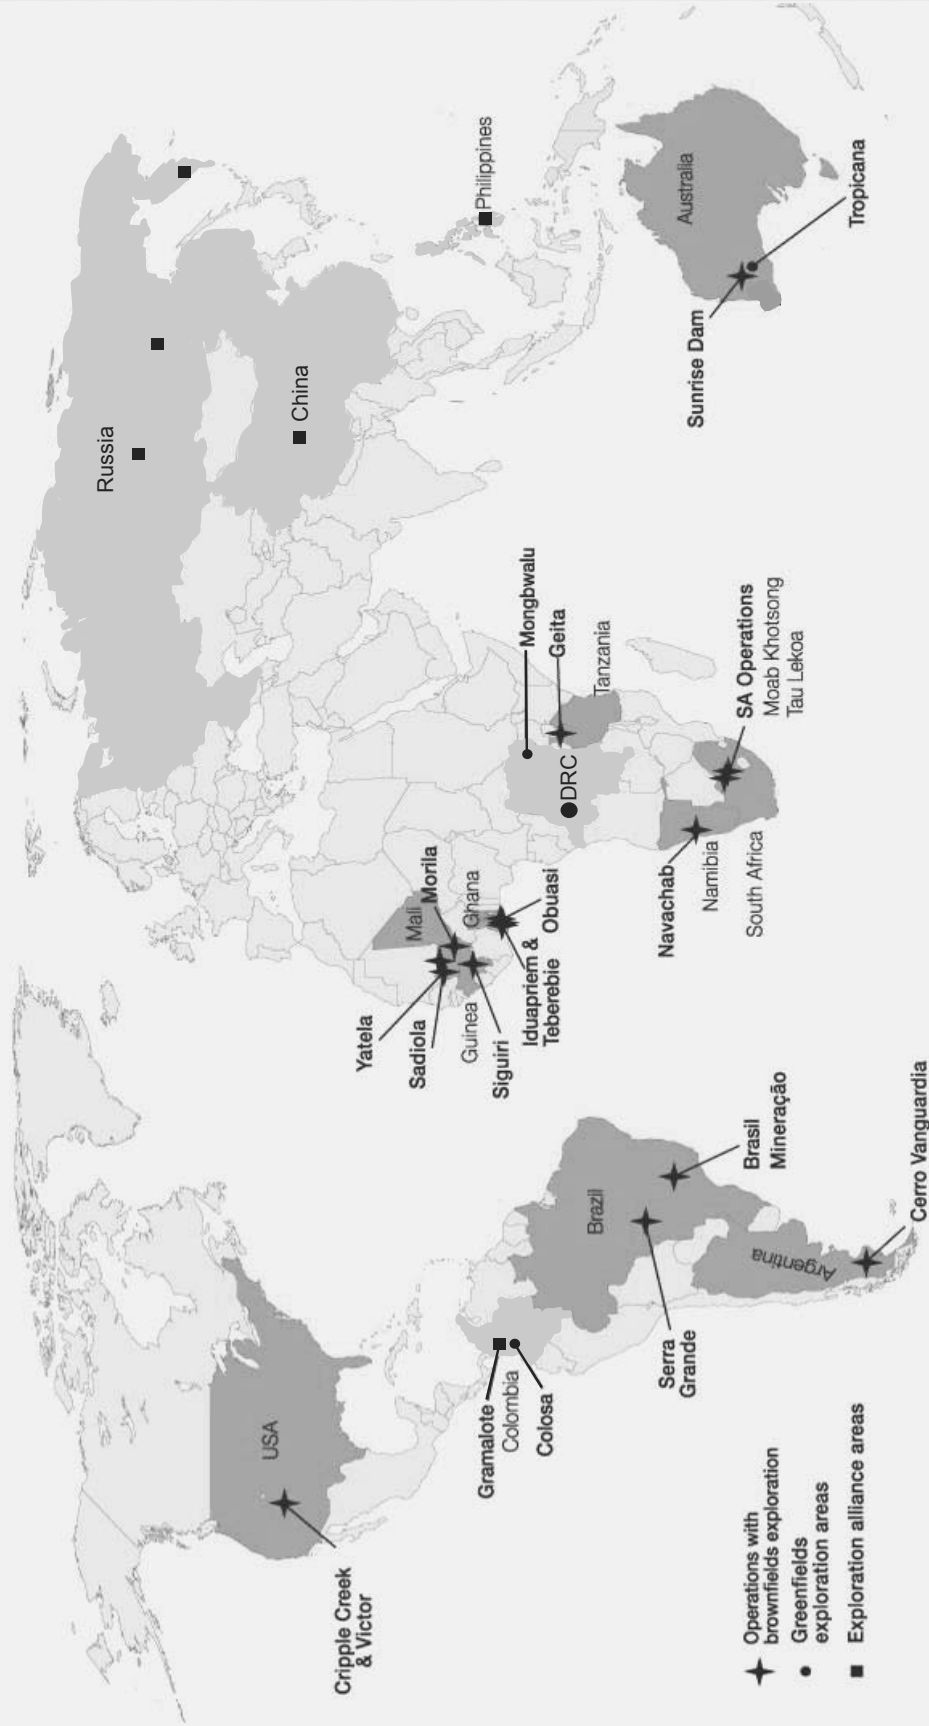 Russia
China
Philippines
Australia
Sunrise Dam
Tropicana
Mongbwalu
Geita
Tanzania
DRC
SA Operations
Moab Khotsong
Tau Lekoa
Navachab
Namibia
South Africa
Mali
Morila
Ghana
Obuasi
Iduapriem &
Teberebie
Yatela
Sadiola
Guinea
Siguiri
USA
Cripple Creek
& Victor
Gramalote
Colombia
Colosa
Brazil
Brasil
Mineração
Serra
Grande
Argentina
Cerro Vanguardia
Operations with
brownfields exploration
Greenfields
exploration areas
Exploration alliance areas